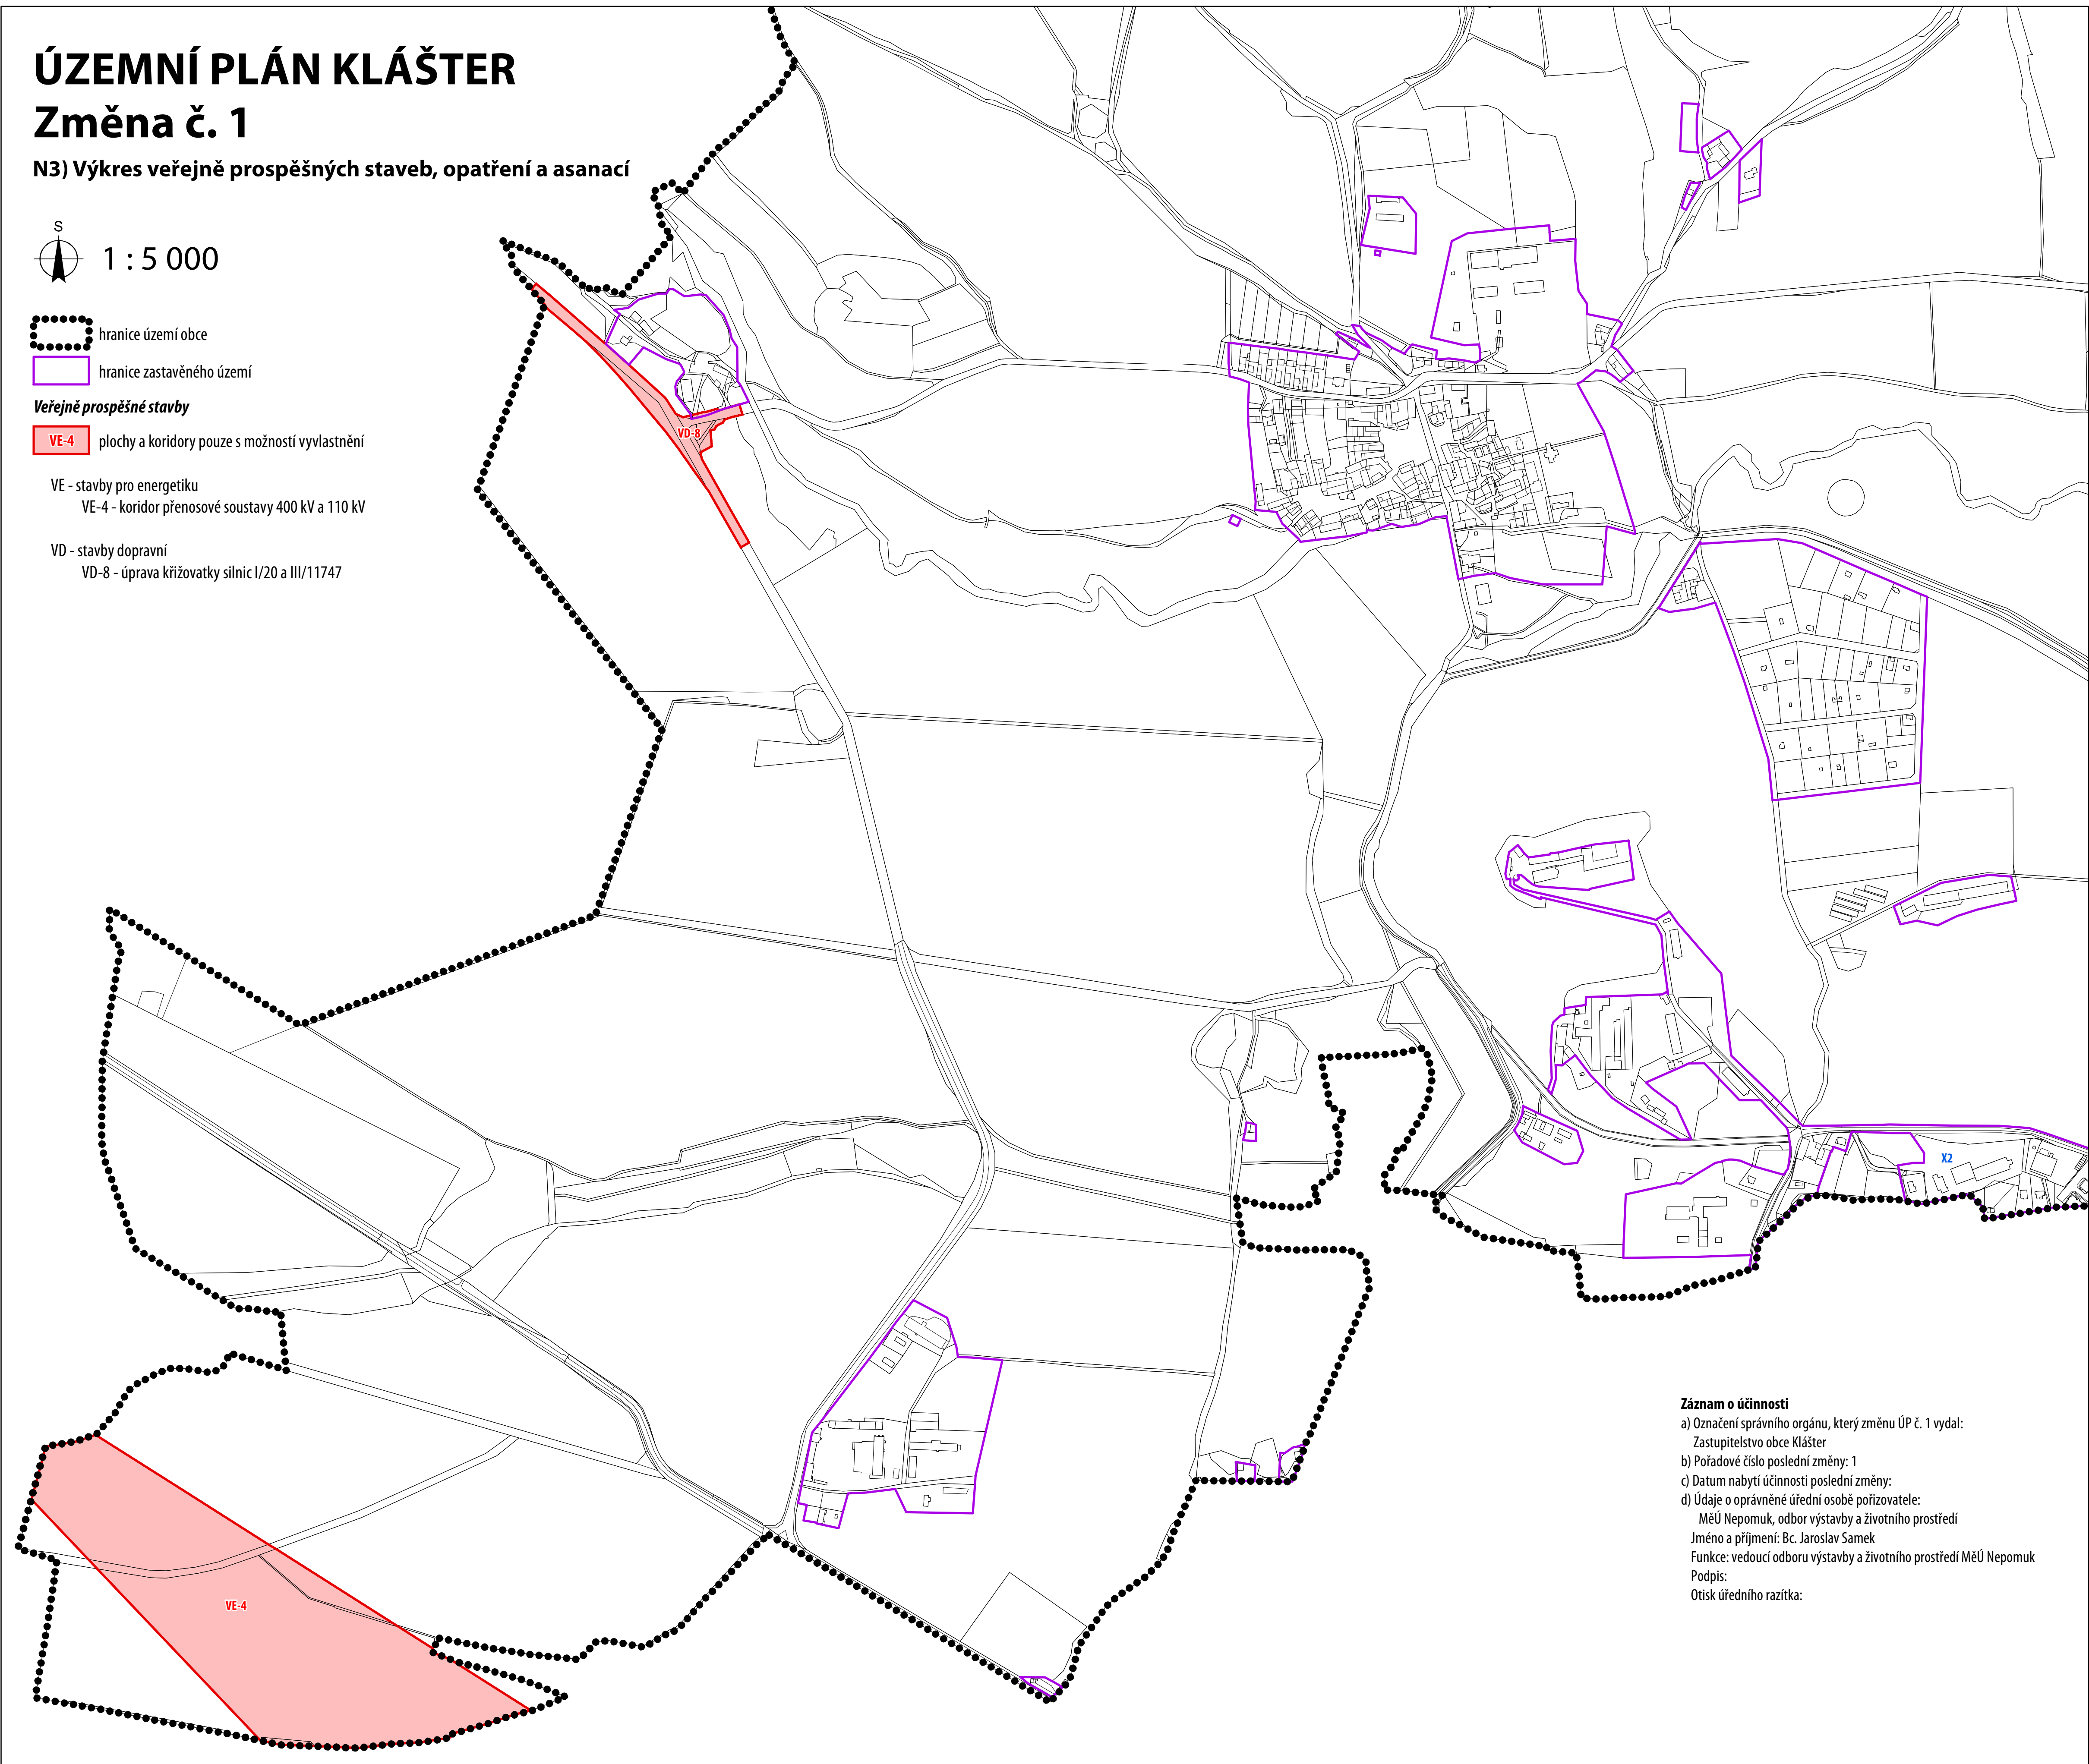 ÚZEMNÍ PLÁN KLÁŠTER
Změna č. 1
N3) Výkres veřejně prospěšných staveb, opatření a asanací
S
1 : 5 000
hranice území obce
hranice zastavěného území
Veřejně prospěšné stavby
VE-4 plochy a koridory pouze s možností vyvlastnění
VE - stavby pro energetiku
VE-4 - koridor přenosové soustavy 400 kV a 110 kV
VD - stavby dopravní
VD-8 - úprava křižovatky silnic I/20 a III/11747
VD-8
X2
VE-4
Záznam o účinnosti
a) Označení správního orgánu, který změnu ÚP č. 1 vydal:
Zastupitelstvo obce Klášter
b) Pořadové číslo poslední změny: 1
c) Datum nabytí účinnosti poslední změny:
d) Údaje o oprávněné úřední osobě pořizovatele:
MěÚ Nepomuk, odbor výstavby a životního prostředí
Jméno a příjmení: Bc. Jaroslav Samek
Funkce: vedoucí odboru výstavby a životního prostředí MěÚ Nepomuk
Podpis:
Otisk úředního razítka: